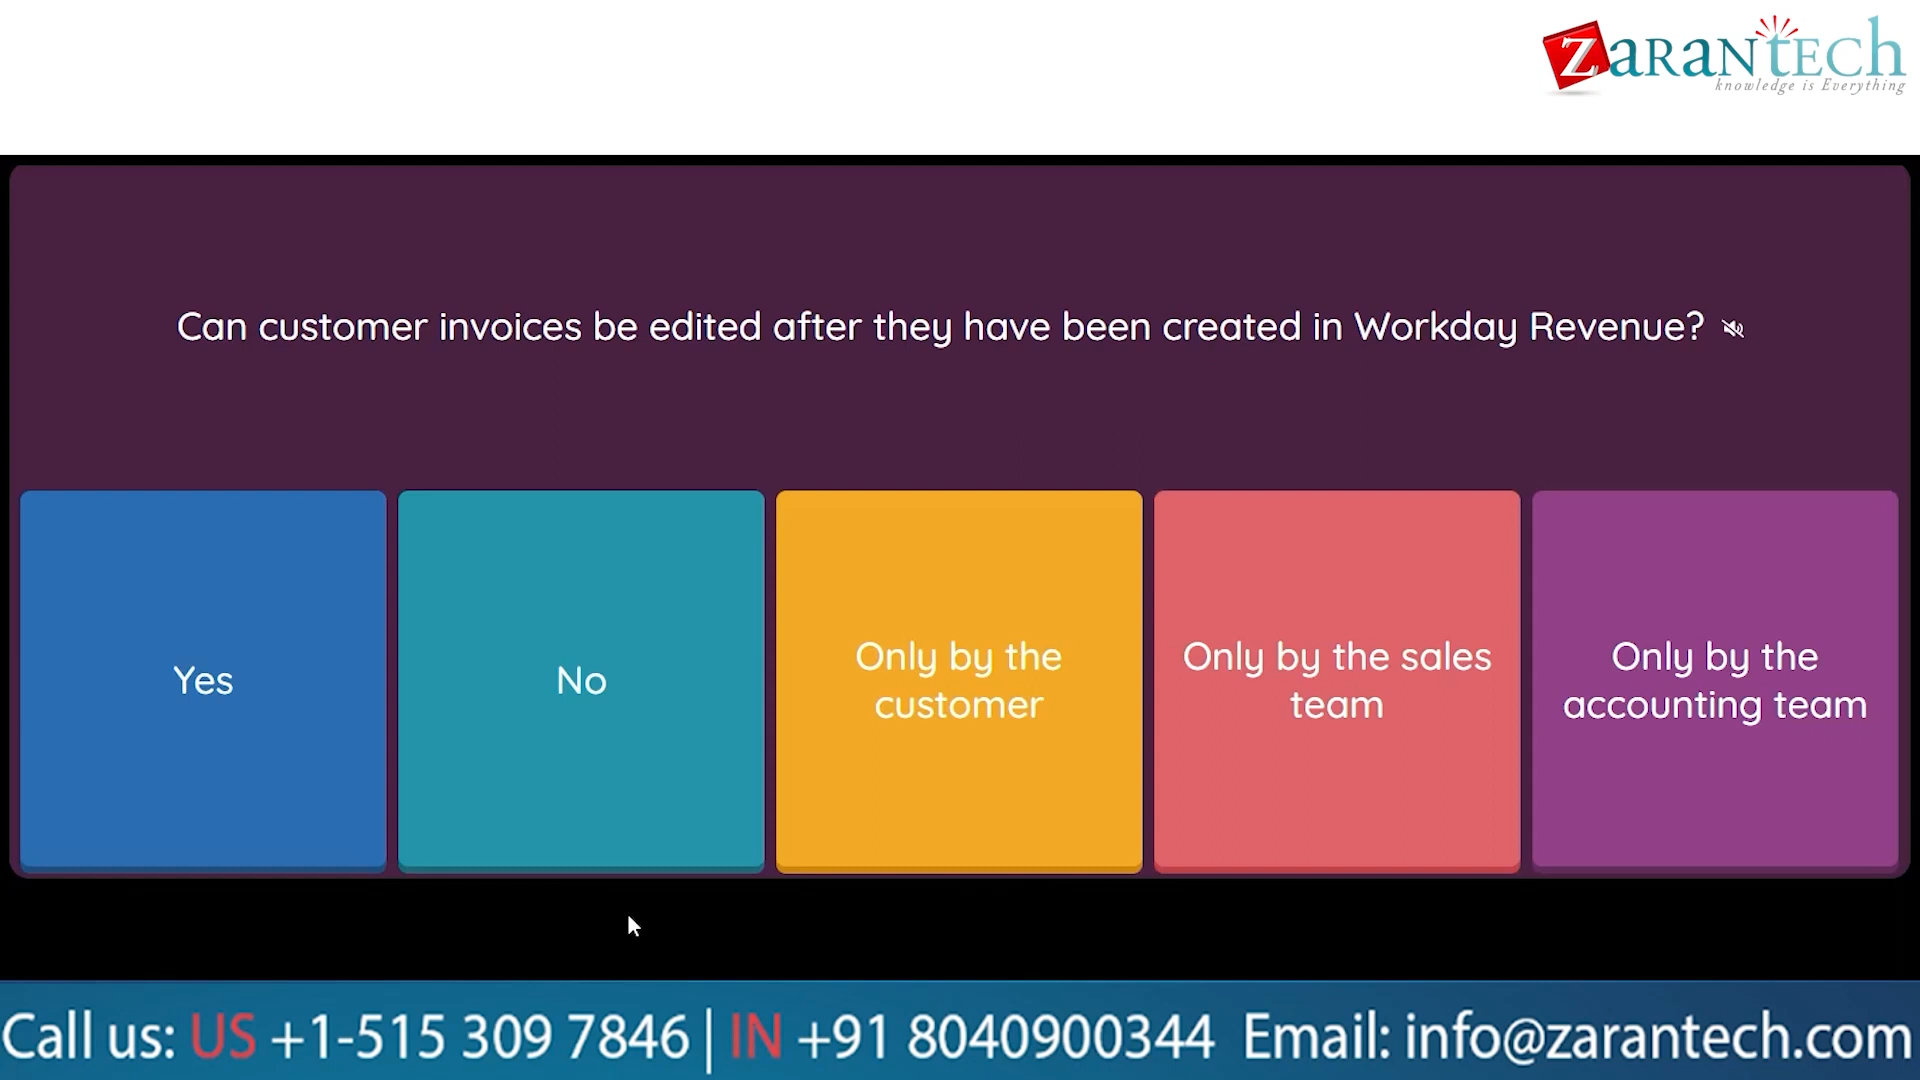 ZARANTECH
knowledge is Everything
Can customer invoices be edited after they have been created in Workday Revenue?
Yes
No
Only by the
customer
Only by the sales
team
Only by the
accounting team
Call us: US +1-515 309 7846 | IN +91 8040900344 Email: info@zarantech.com